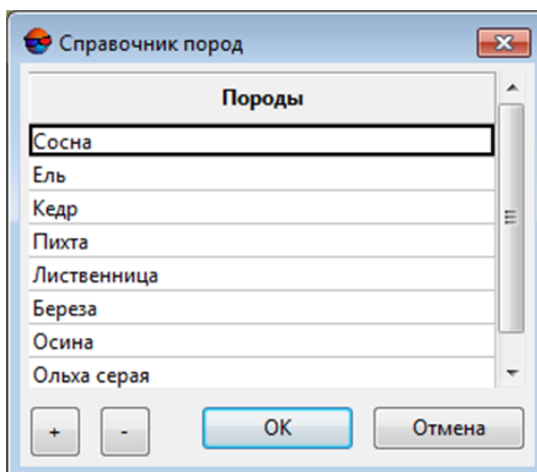 Справочник пород
Породы
Сосна
Ель
Кедр
Пихта
Лиственница
Береза
Осина
Ольха серая
+ - OK Отмена